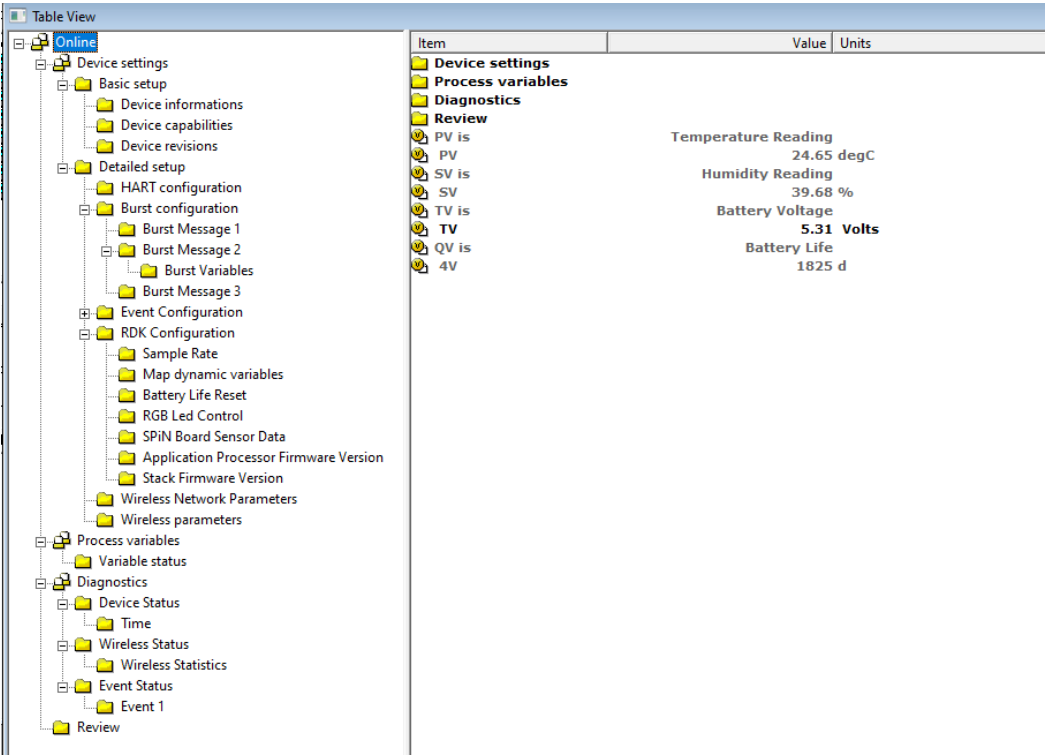 Table View
Online
Device settings
Basic setup
Device informations
Device capabilities
Device revisions
Detailed setup
HART configuration
Burst configuration
Burst Message 1
Burst Message 2
Burst Variables
Burst Message 3
Event Configuration
RDK Configuration
Sample Rate
Map dynamic variables
Battery Life Reset
RGB Led Control
SPiN Board Sensor Data
Application Processor Firmware Version
Stack Firmware Version
Wireless Network Parameters
Wireless parameters
Process variables
Variable status
Diagnostics
Device Status
Time
Wireless Status
Wireless Statistics
Event Status
Event 1
Review
Item Value Units
Device settings
Process variables
Diagnostics
Review
PV is Temperature Reading
PV 24.65 degC
SV is Humidity Reading
SV 39.68 %
TV is Battery Voltage
TV 5.31 Volts
QV is Battery Life
4V 1825 d